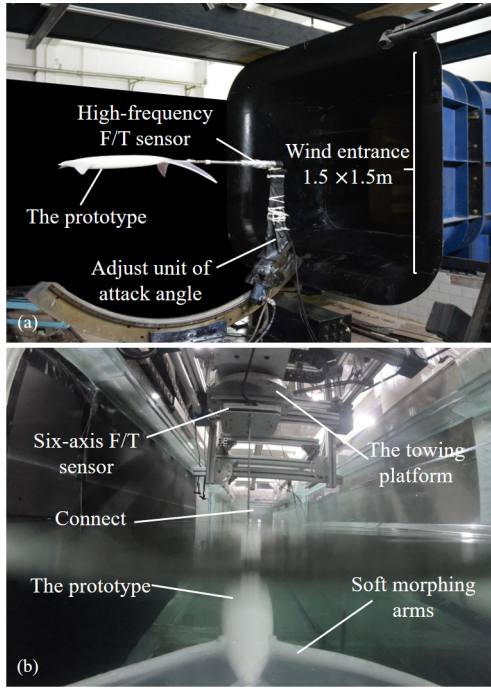 High-frequency
F/T sensor
Wind entrance
1.5 ×1.5m
The prototype
Adjust unit of
attack angle
(a)
Six-axis F/T
sensor
The towing
platform
Connect
The prototype
Soft morphing
arms
(b)